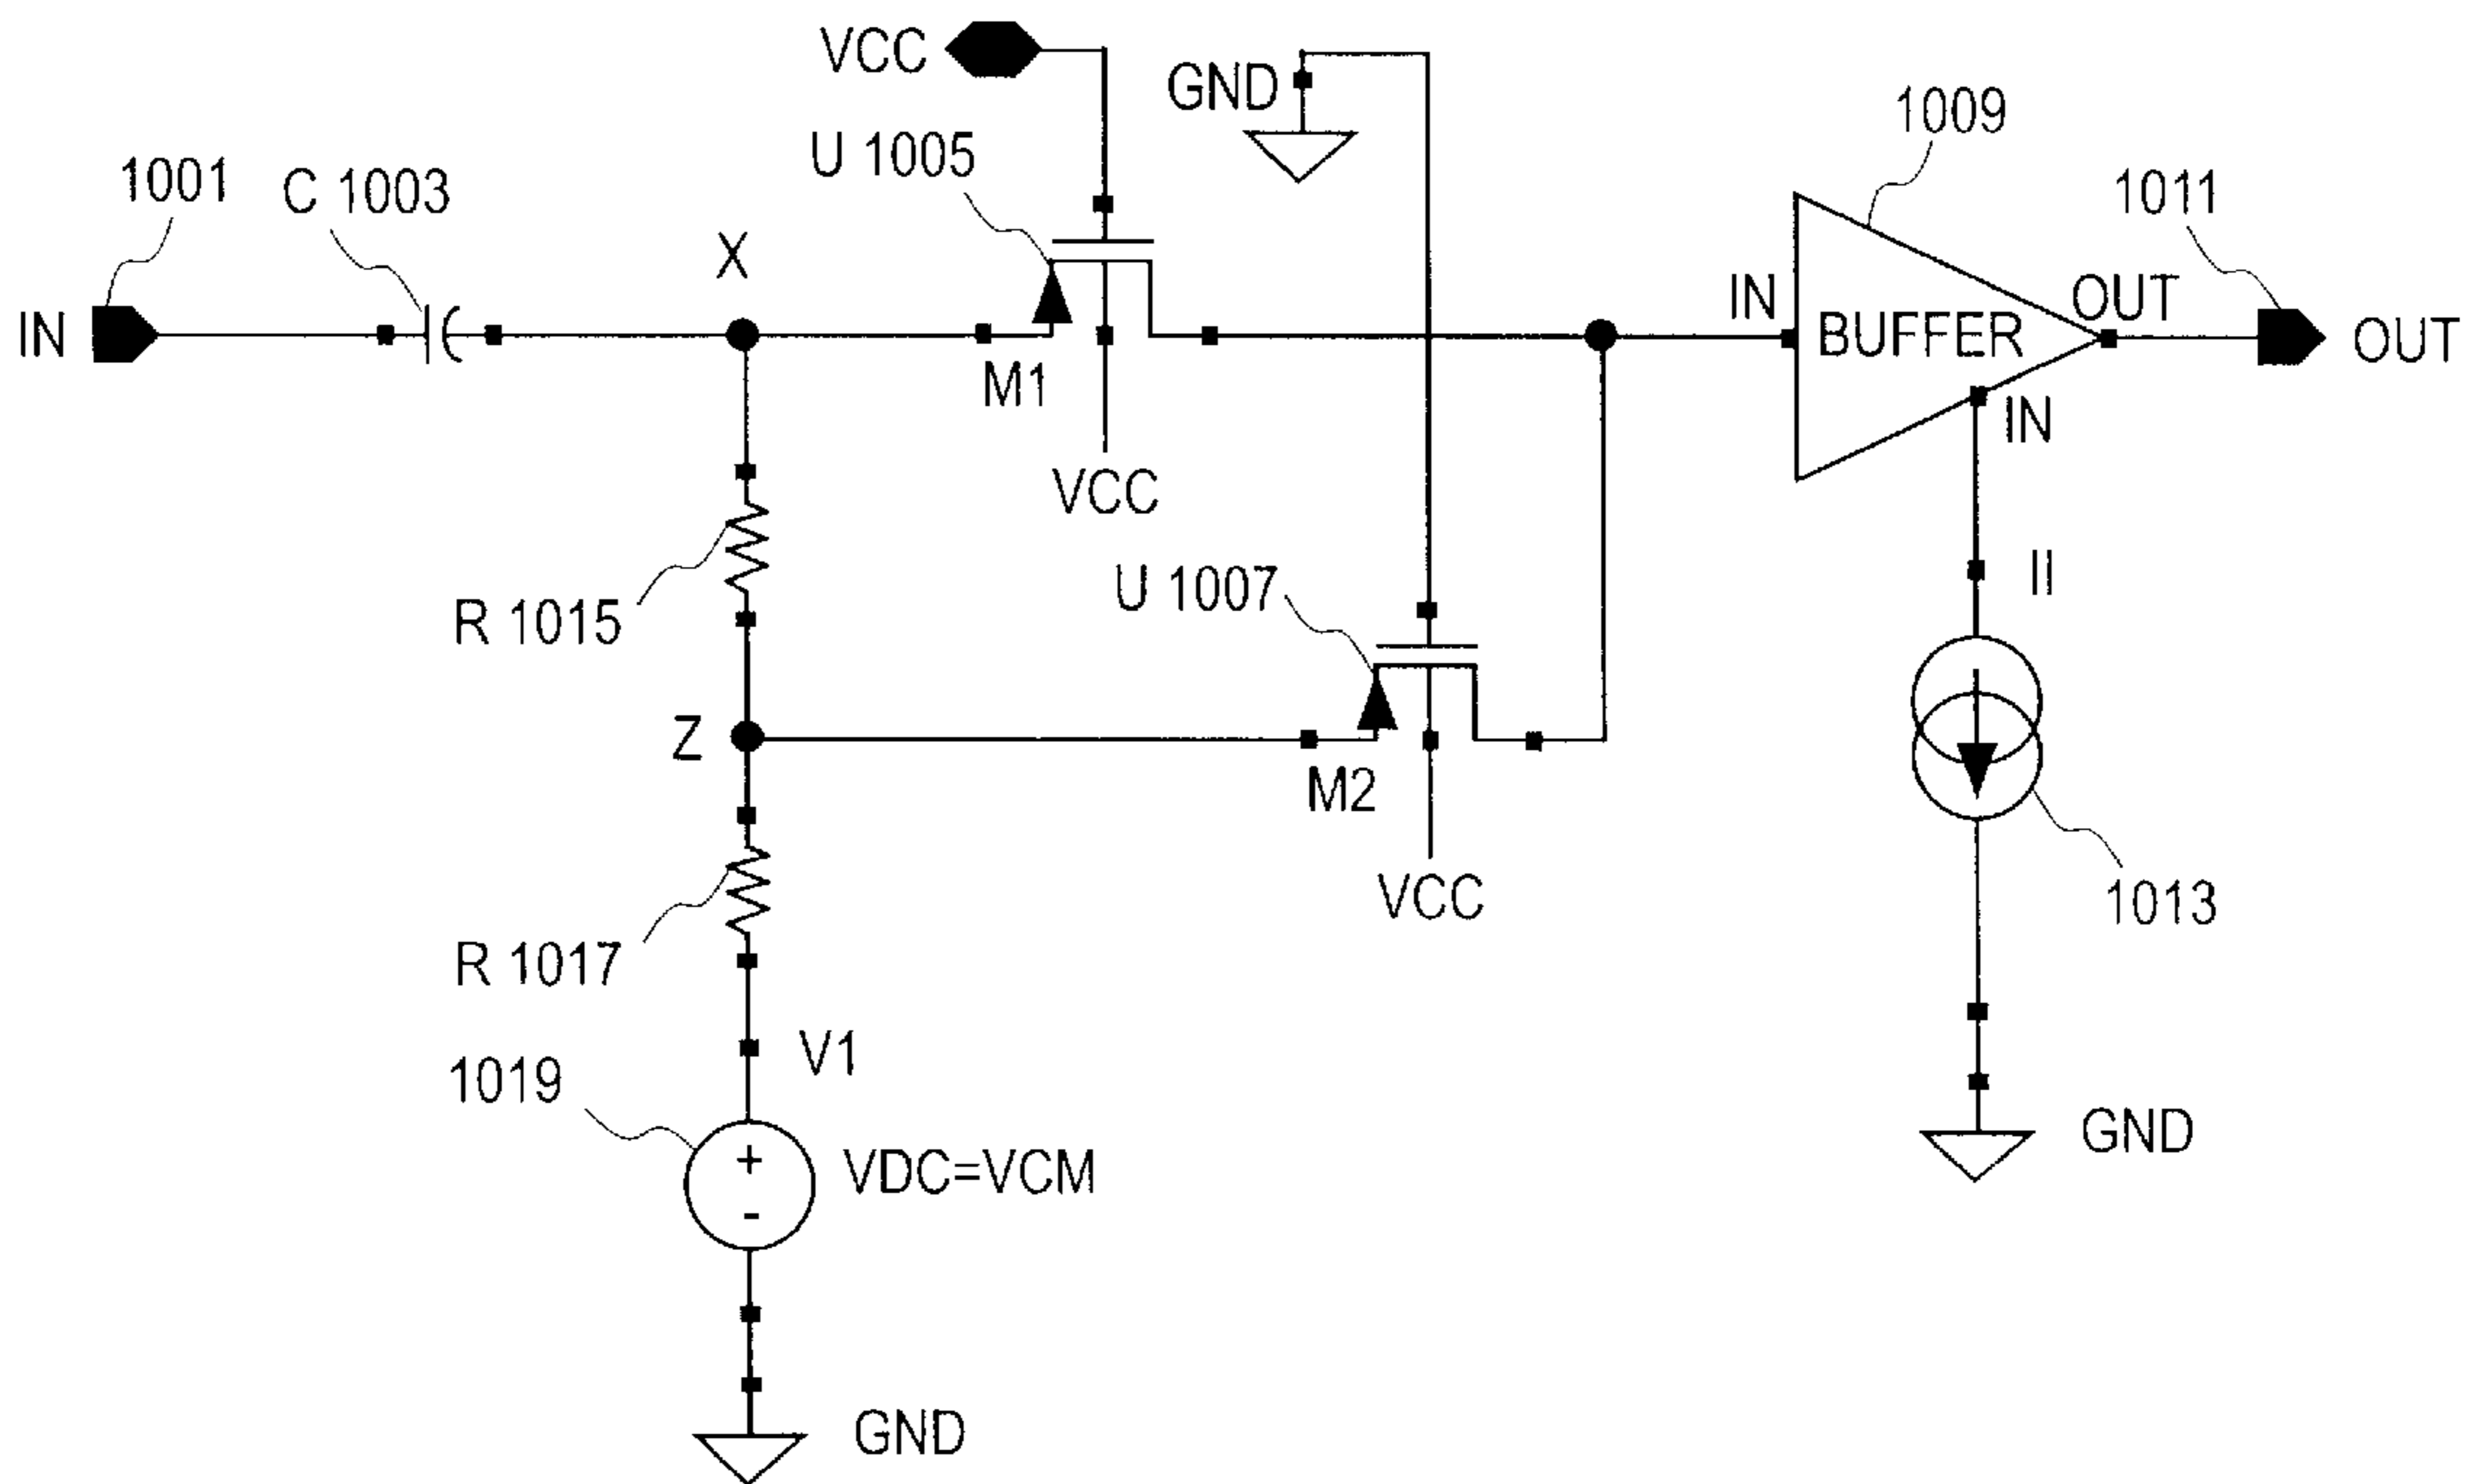 VCC
GND
1009
U 1005
1001
C 1003
1011
X
IN
OUT
IN
BUFFER
OUT
M1
IN
VCC
II
U 1007
R 1015
Z
M2
VCC
1013
R 1017
V1
1019
GND
+
VDC=VCM
-
GND